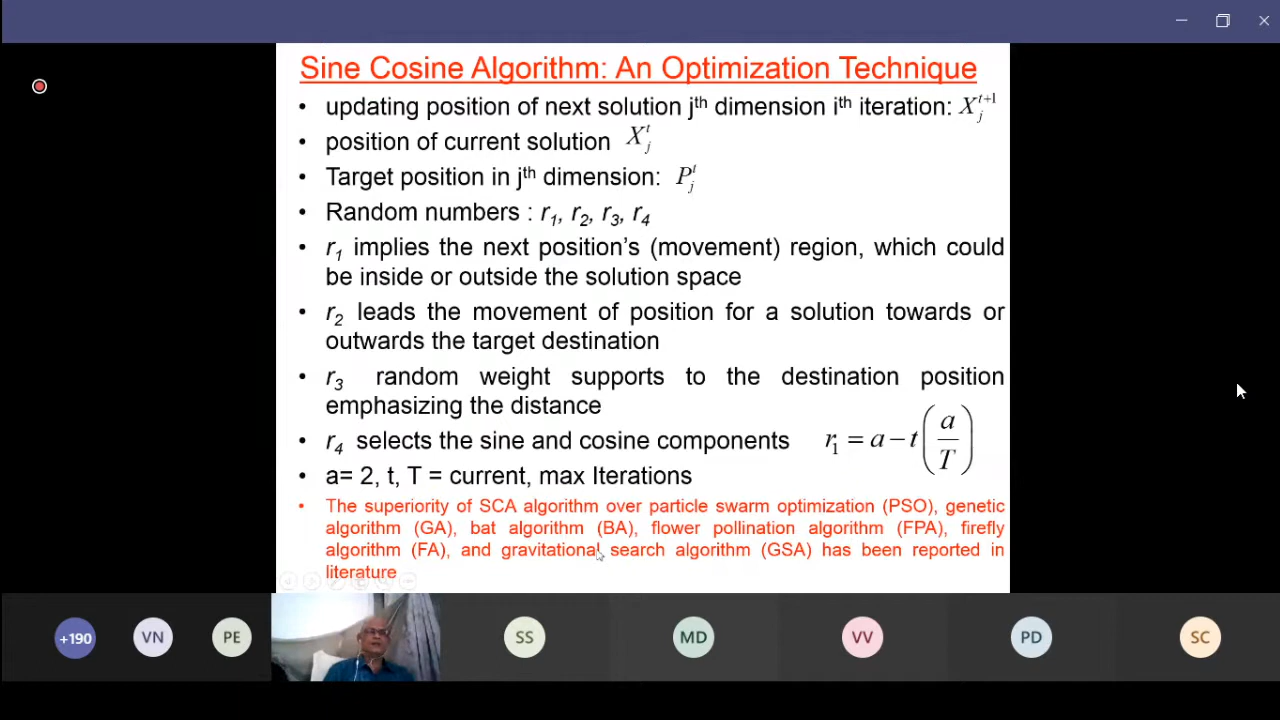 Sine Cosine Algorithm: An Optimization Technique
• updating position of next solution jth dimension ith iteration: X_j^{t+1}
• position of current solution X_j^t
• Target position in jth dimension: P_j^t
• Random numbers : r1, r2, r3, r4
• r1 implies the next position's (movement) region, which could
be inside or outside the solution space
• r2 leads the movement of position for a solution towards or
outwards the target destination
• r3 random weight supports to the destination position
emphasizing the distance
• r4 selects the sine and cosine components r1 = a − t(a/T)
• a= 2, t, T = current, max Iterations
• The superiority of SCA algorithm over particle swarm optimization (PSO), genetic
algorithm (GA), bat algorithm (BA), flower pollination algorithm (FPA), firefly
algorithm (FA), and gravitational search algorithm (GSA) has been reported in
literature
+190 VN PE SS MD VV PD SC